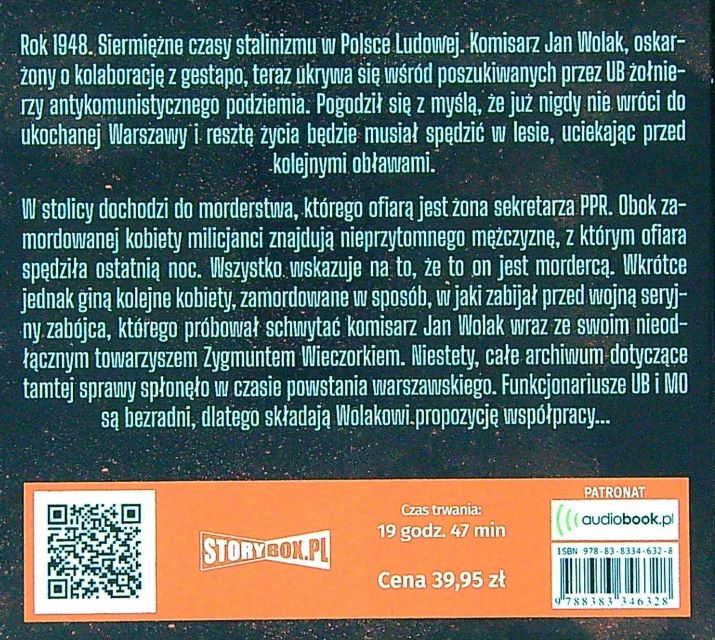 Rok 1948. Siermiężne czasy stalinizmu w Polsce Ludowej. Komisarz Jan Wolak, oskar-
żony o kolaborację z gestapo, teraz ukrywa się wśród poszukiwanych przez UB żołnie-
rzy antykomunistycznego podziemia. Pogodził się z myślą, że już nigdy nie wróci do
ukochanej Warszawy i resztę życia będzie musiał spędzić w lesie, uciekając przed
kolejnymi obławami.
W stolicy dochodzi do morderstwa, którego ofiarą jest żona sekretarza PPR. Obok za-
mordowanej kobiety milicjanci znajdują nieprzytomnego mężczyznę, z którym ofiara
spędziła ostatnią noc. Wszystko wskazuje na to, że to on jest mordercą. Wkrótce
jednak giną kolejne kobiety, zamordowane w sposób, w jaki zabijał przed wojną seryj-
ny zabójca, którego próbował schwytać komisarz Jan Wolak wraz ze swoim nieod-
łącznym towarzyszem Zygmuntem Wieczorkiem. Niestety, całe archiwum dotyczące
tamtej sprawy spłonęło w czasie powstania warszawskiego. Funkcjonariusze UB i MO
są bezradni, dlatego składają Wolakowi propozycję współpracy...
STORYBOX.PL
Czas trwania:
19 godz. 47 min
Cena 39,95 zł
PATRONAT
audiobook.pl
ISBN 978-83-8334-632-8
9 788383 346328